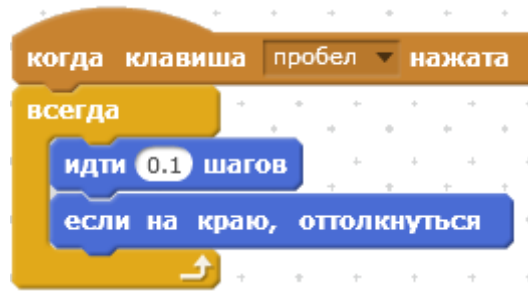 когда клавиша пробел нажата
всегда
идти 0.1 шагов
если на краю, оттолкнуться